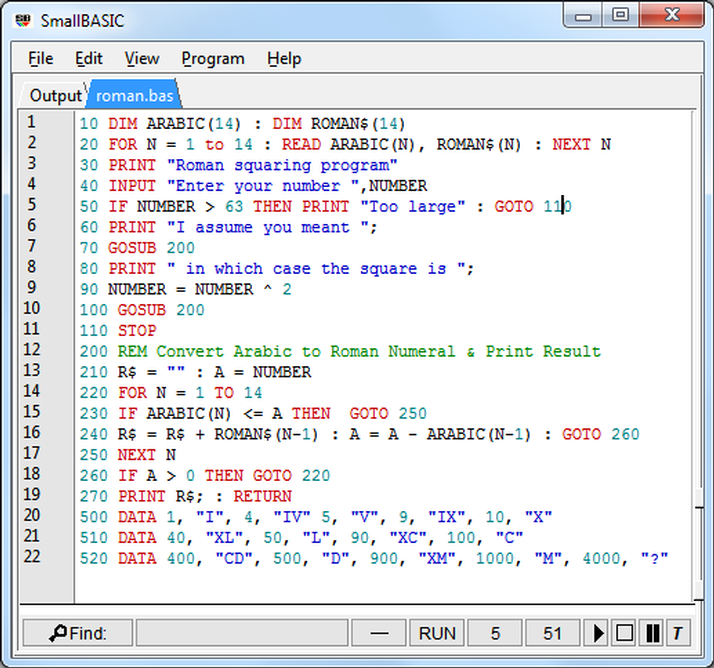 SmallBASIC
File Edit View Program Help
Output roman.bas
1 10 DIM ARABIC(14) : DIM ROMAN$(14)
2 20 FOR N = 1 to 14 : READ ARABIC(N), ROMAN$(N) : NEXT N
3 30 PRINT "Roman squaring program"
4 40 INPUT "Enter your number ",NUMBER
5 50 IF NUMBER > 63 THEN PRINT "Too large" : GOTO 110
6 60 PRINT "I assume you meant ";
7 70 GOSUB 200
8 80 PRINT " in which case the square is ";
9 90 NUMBER = NUMBER ^ 2
10 100 GOSUB 200
11 110 STOP
12 200 REM Convert Arabic to Roman Numeral & Print Result
13 210 R$ = "" : A = NUMBER
14 220 FOR N = 1 TO 14
15 230 IF ARABIC(N) <= A THEN  GOTO 250
16 240 R$ = R$ + ROMAN$(N-1) : A = A - ARABIC(N-1) : GOTO 260
17 250 NEXT N
18 260 IF A > 0 THEN GOTO 220
19 270 PRINT R$; : RETURN
20 500 DATA 1, "I", 4, "IV" 5, "V", 9, "IX", 10, "X"
21 510 DATA 40, "XL", 50, "L", 90, "XC", 100, "C"
22 520 DATA 400, "CD", 500, "D", 900, "XM", 1000, "M", 4000, "?"
Find: — RUN 5 51 T